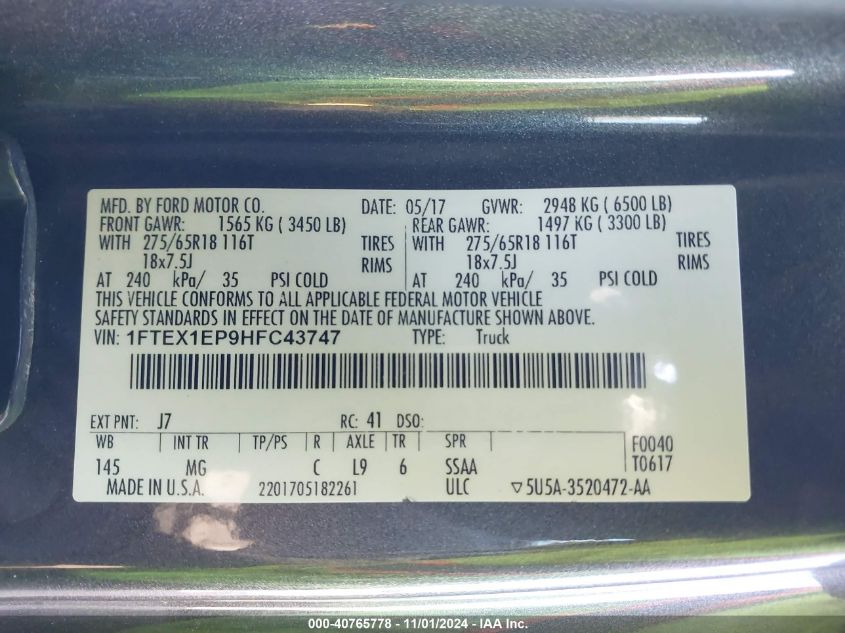 MFD. BY FORD MOTOR CO. DATE: 05/17 GVWR: 2948 KG ( 6500 LB)
FRONT GAWR: 1565 KG ( 3450 LB) REAR GAWR: 1497 KG ( 3300 LB)
WITH 275/65R18 116T TIRES WITH 275/65R18 116T TIRES
18x7.5J RIMS 18x7.5J RIMS
AT 240 kPa/ 35 PSI COLD AT 240 kPa/ 35 PSI COLD
THIS VEHICLE CONFORMS TO ALL APPLICABLE FEDERAL MOTOR VEHICLE
SAFETY STANDARDS IN EFFECT ON THE DATE OF MANUFACTURE SHOWN ABOVE.
VIN: 1FTEX1EP9HFC43747 TYPE: Truck
EXT PNT: J7 RC: 41 DSO:
WB INT TR TP/PS R AXLE TR SPR F0040
145 MG C L9 6 SSAA T0617
MADE IN U.S.A. 2201705182261 ULC ▽5U5A-3520472-AA
000-40765778 - 11/01/2024 - IAA Inc.